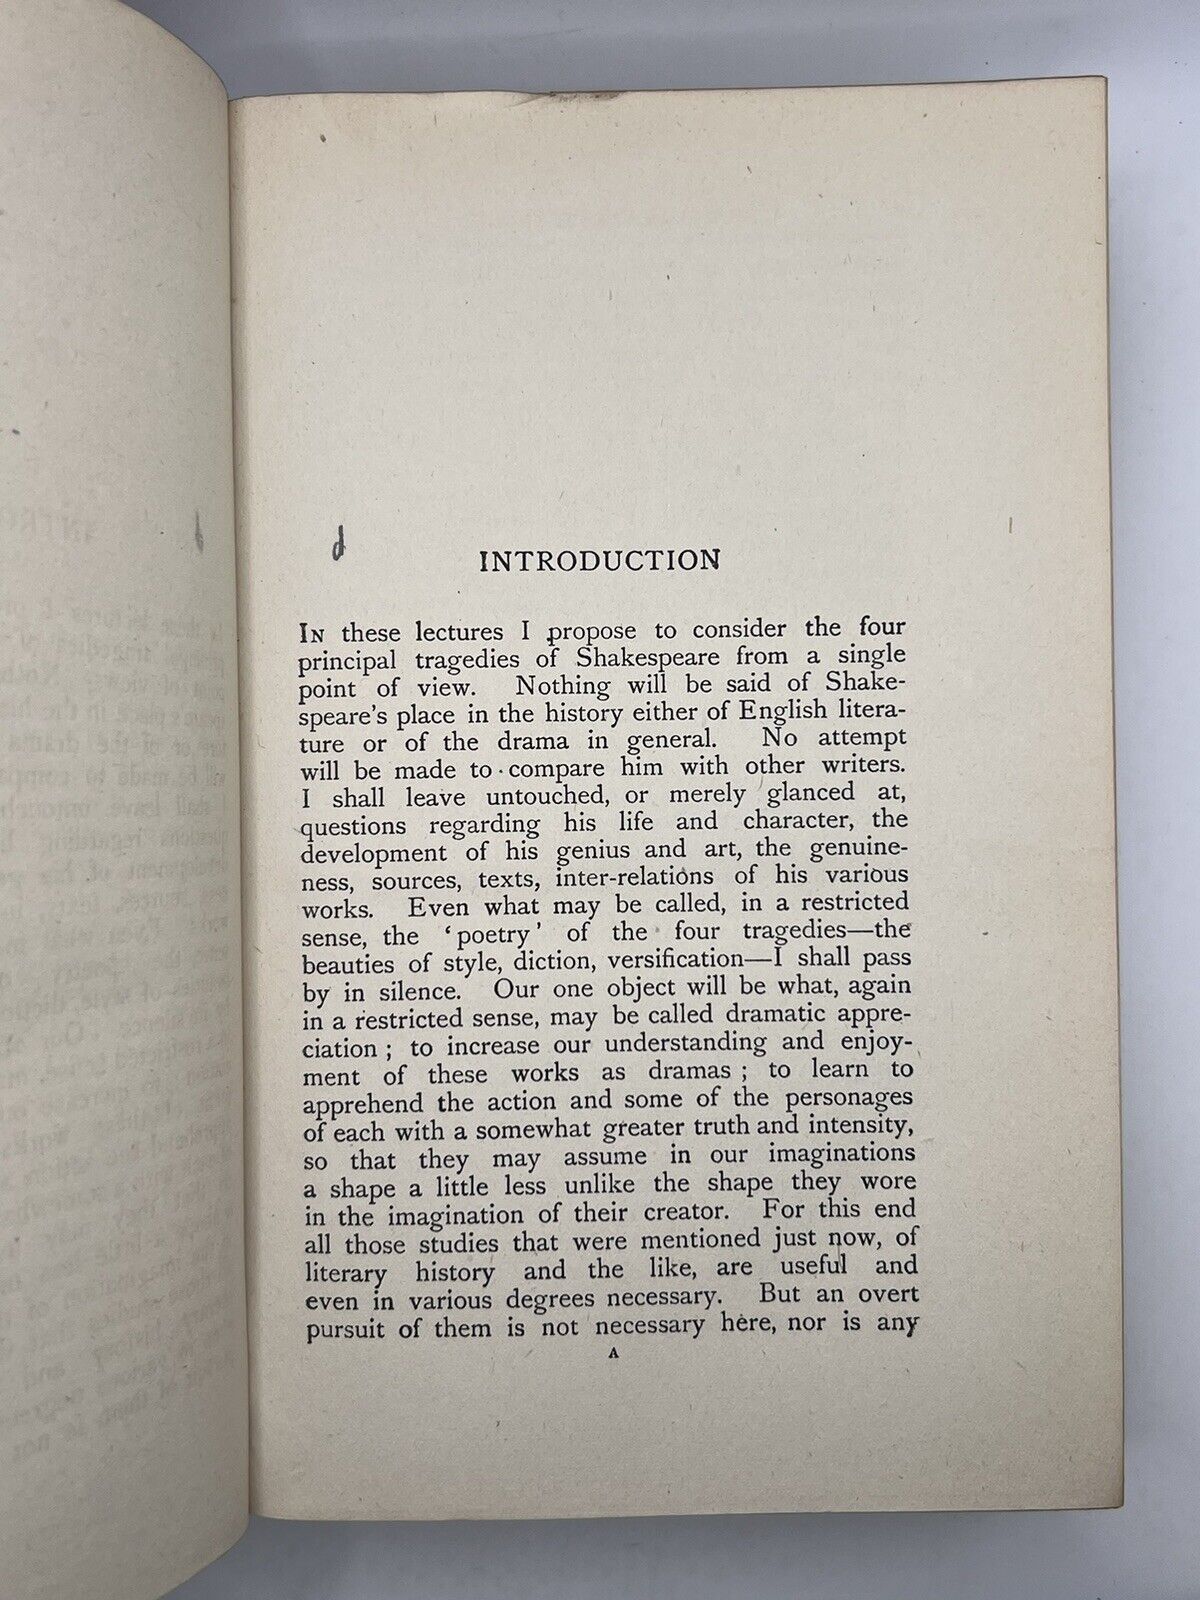 d
INTRODUCTION
IN these lectures I propose to consider the four
principal tragedies of Shakespeare from a single
point of view. Nothing will be said of Shake-
speare's place in the history either of English litera-
ture or of the drama in general. No attempt
will be made to compare him with other writers.
I shall leave untouched, or merely glanced at,
questions regarding his life and character, the
development of his genius and art, the genuine-
ness, sources, texts, inter-relations of his various
works. Even what may be called, in a restricted
sense, the ‘poetry’ of the four tragedies—the
beauties of style, diction, versification—I shall pass
by in silence. Our one object will be what, again
in a restricted sense, may be called dramatic appre-
ciation ; to increase our understanding and enjoy-
ment of these works as dramas ; to learn to
apprehend the action and some of the personages
of each with a somewhat greater truth and intensity,
so that they may assume in our imaginations
a shape a little less unlike the shape they wore
in the imagination of their creator. For this end
all those studies that were mentioned just now, of
literary history and the like, are useful and
even in various degrees necessary. But an overt
pursuit of them is not necessary here, nor is any
A